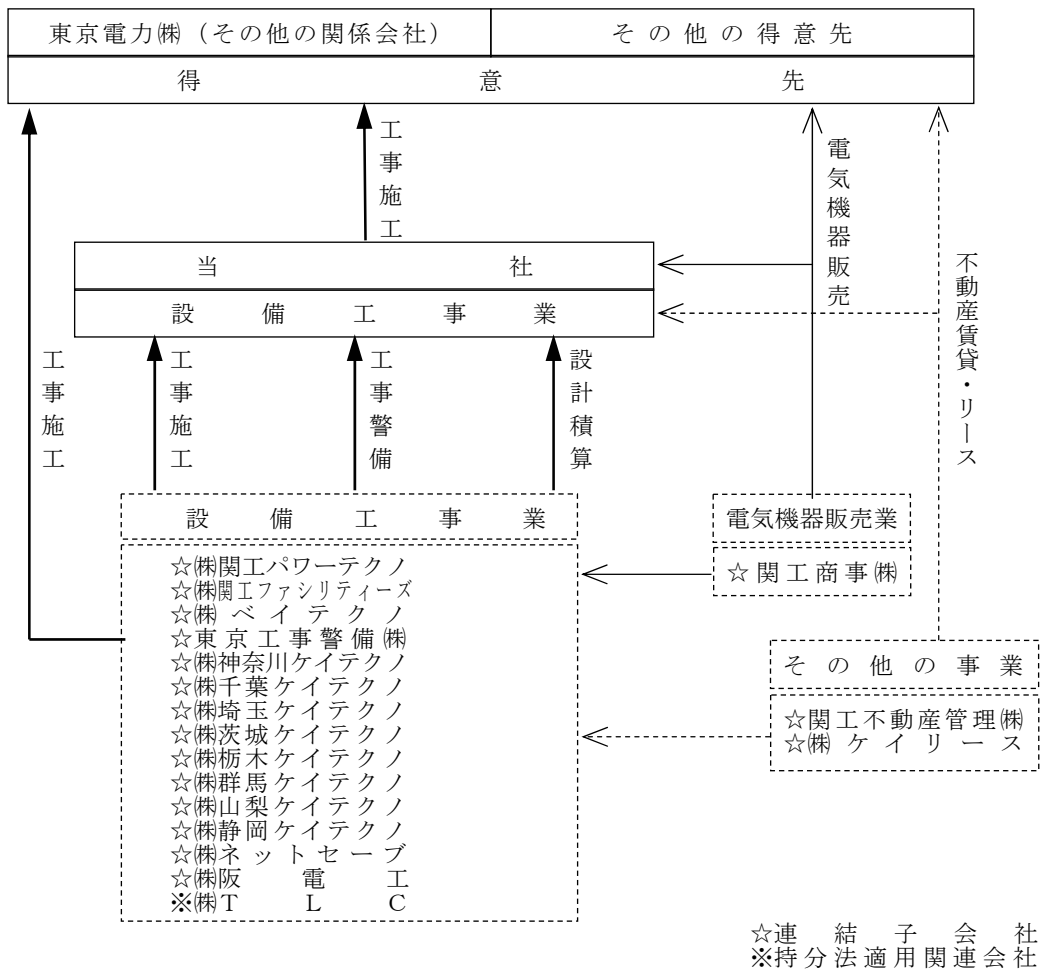 東京電力㈱（その他の関係会社）
その他の得意先
得意先
工事施工
電気機器販売
当社
設備工事業
不動産賃貸・リース
工事施工
工事施工
工事警備
設計積算
設備工事業
電気機器販売業
☆㈱関工パワーテクノ
☆㈱関工ファシリティーズ
☆㈱ベイテクノ
☆東京工事警備㈱
☆㈱神奈川ケイテクノ
☆㈱千葉ケイテクノ
☆㈱埼玉ケイテクノ
☆㈱茨城ケイテクノ
☆㈱栃木ケイテクノ
☆㈱群馬ケイテクノ
☆㈱山梨ケイテクノ
☆㈱静岡ケイテクノ
☆㈱ネットセーブ
☆㈱阪電工
※㈱TLC
☆関工商事㈱
その他の事業
☆関工不動産管理㈱
☆㈱ケイリース
☆連結子会社
※持分法適用関連会社